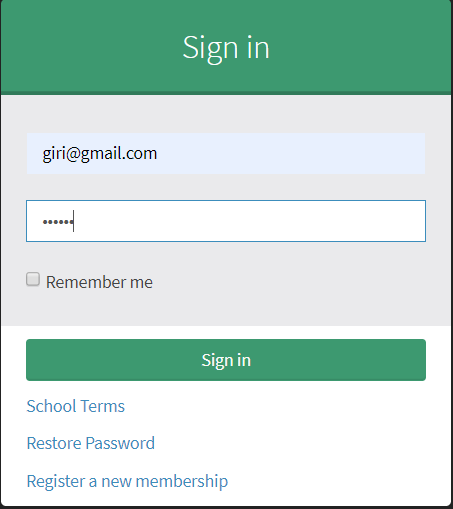 Sign in
giri@gmail.com
••••••
Remember me
Sign in
School Terms
Restore Password
Register a new membership